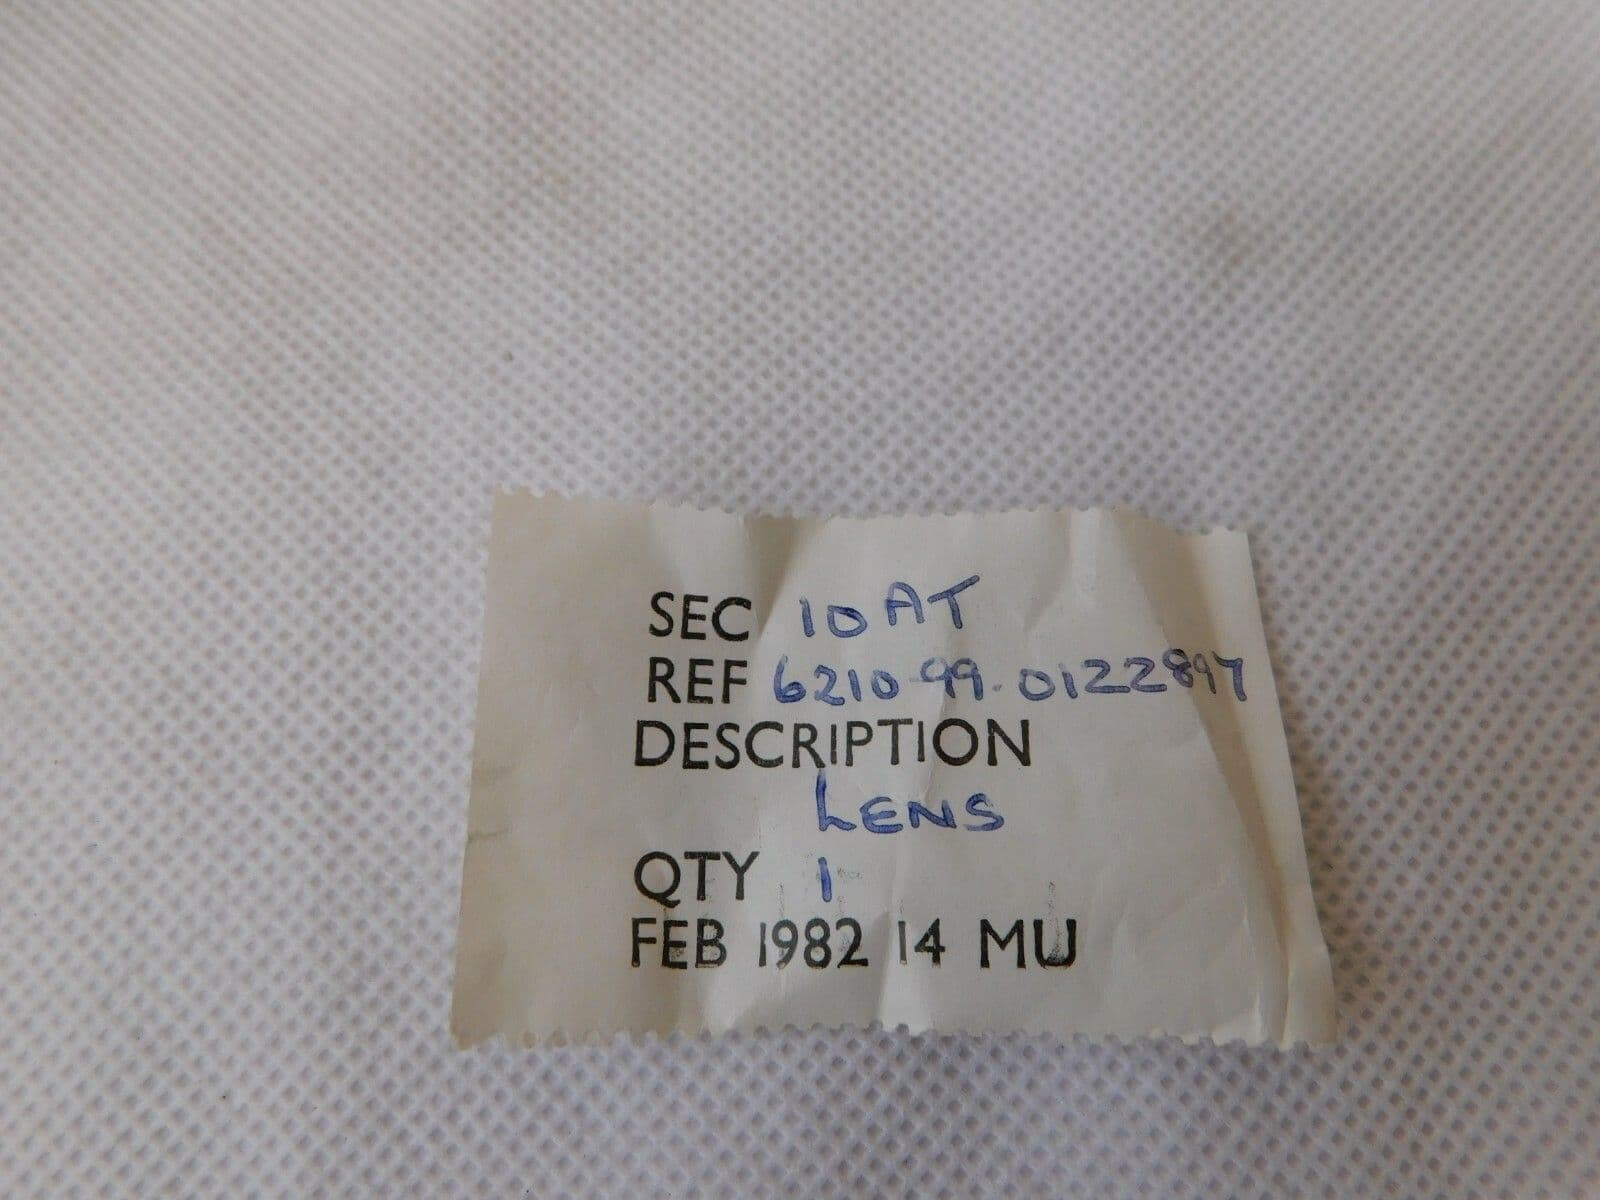 SEC 10AT
REF 6210-99-0122897
DESCRIPTION
LENS
QTY 1
FEB 1982 14 MU